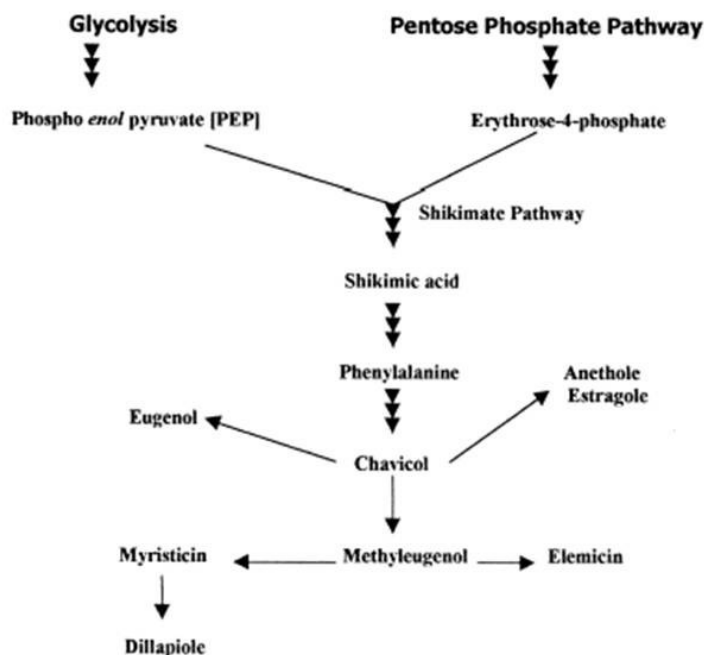 Glycolysis
Pentose Phosphate Pathway
Phospho enol pyruvate [PEP]
Erythrose-4-phosphate
Shikimate Pathway
Shikimic acid
Phenylalanine
Anethole
Estragole
Eugenol
Chavicol
Myristicin
Methyleugenol
Elemicin
Dillapiole